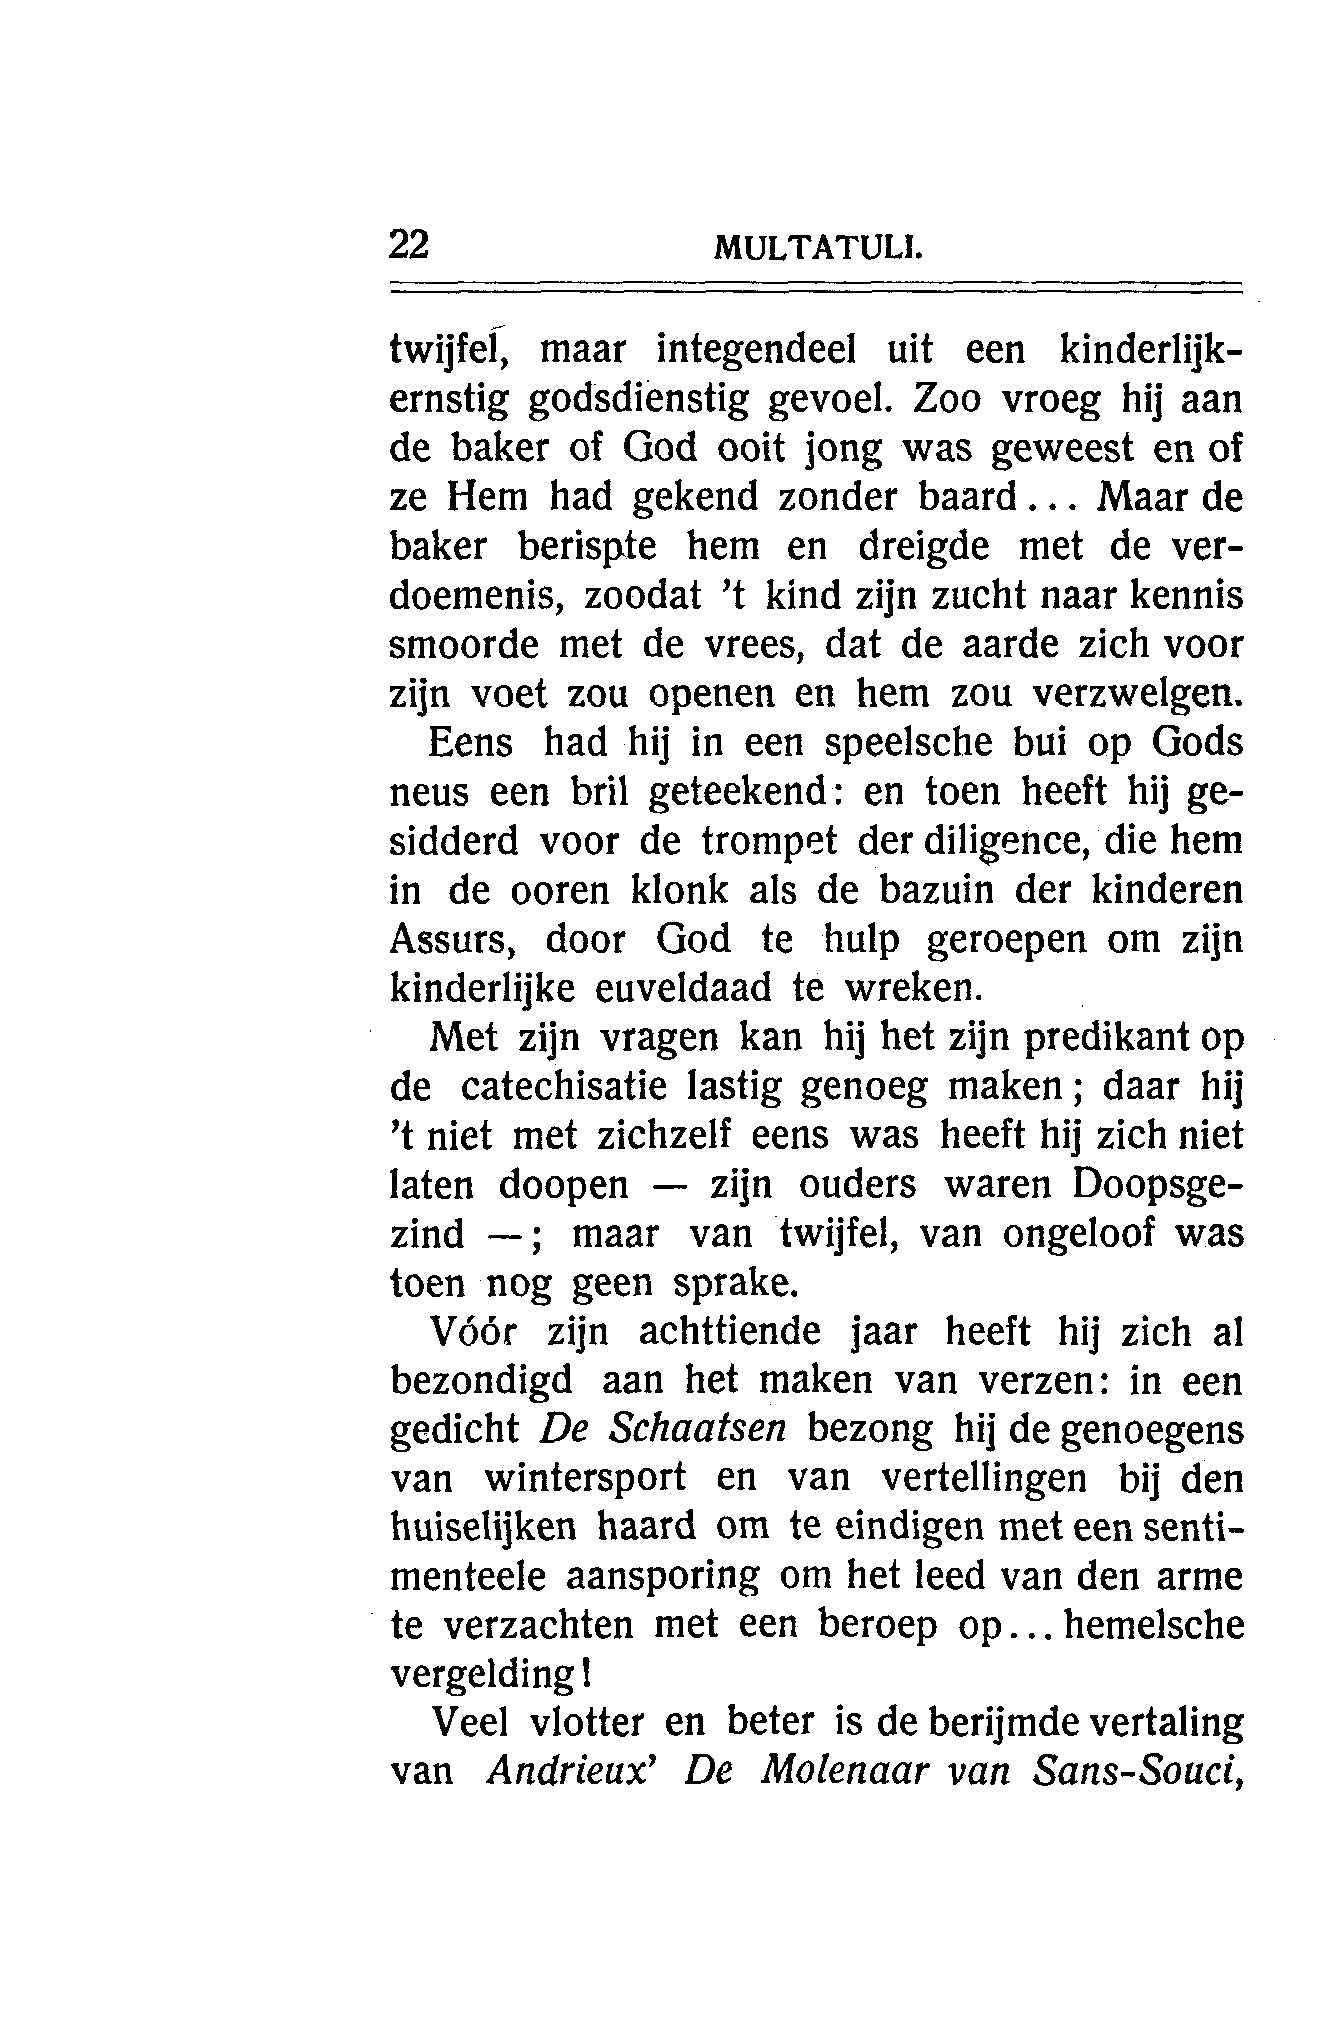 22 MULTATULI.
twijfel, maar integendeel uit een kinderlijk-
ernstig godsdienstig gevoel. Zoo vroeg hij aan
de baker of God ooit jong was geweest en of
ze Hem had gekend zonder baard... Maar de
baker berispte hem en dreigde met de ver-
doemenis, zoodat 't kind zijn zucht naar kennis
smoorde met de vrees, dat de aarde zich voor
zijn voet zou openen en hem zou verzwelgen.
Eens had hij in een speelsche bui op Gods
neus een bril geteekend: en toen heeft hij ge-
sidderd voor de trompet der diligence, die hem
in de ooren klonk als de bazuin der kinderen
Assurs, door God te hulp geroepen om zijn
kinderlijke euveldaad te wreken.
Met zijn vragen kan hij het zijn predikant op
de catechisatie lastig genoeg maken; daar hij
't niet met zichzelf eens was heeft hij zich niet
laten doopen — zijn ouders waren Doopsge-
zind —; maar van twijfel, van ongeloof was
toen nog geen sprake.
Vóór zijn achttiende jaar heeft hij zich al
bezondigd aan het maken van verzen: in een
gedicht De Schaatsen bezong hij de genoegens
van wintersport en van vertellingen bij den
huiselijken haard om te eindigen met een senti-
menteele aansporing om het leed van den arme
te verzachten met een beroep op... hemelsche
vergelding!
Veel vlotter en beter is de berijmde vertaling
van Andrieux' De Molenaar van Sans-Souci,